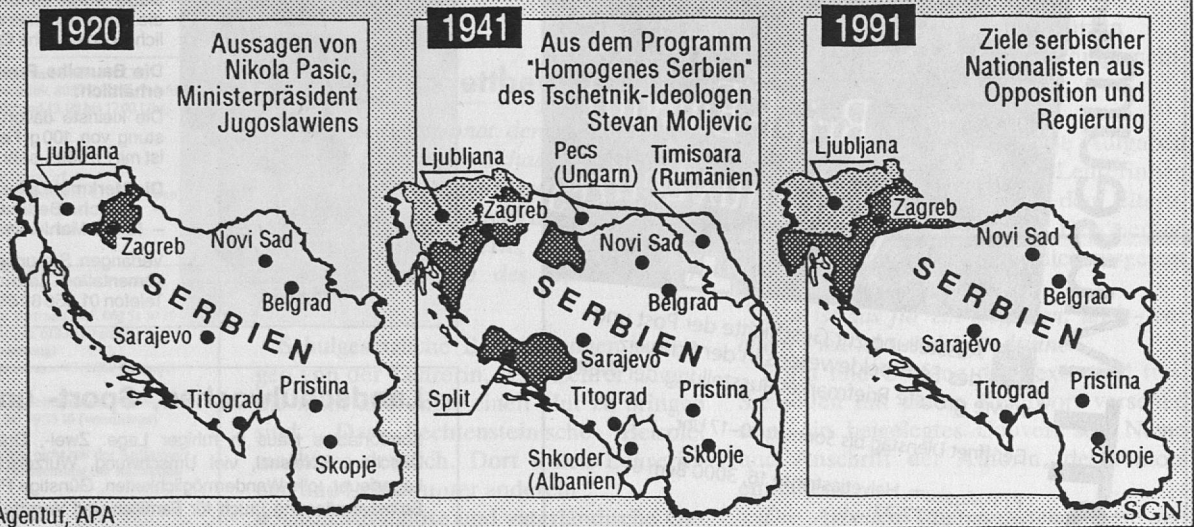 1920
Aussagen von
Nikola Pasic,
Ministerpräsident
Jugoslawiens
Ljubljana
Zagreb
Novi Sad
SERBIEN
Belgrad
Sarajevo
Pristina
Titograd
Skopje
1941
Aus dem Programm
"Homogenes Serbien"
des Tschetnik-Ideologen
Stevan Moljevic
Ljubljana
Pecs
(Ungarn)
Timisoara
(Rumänien)
Zagreb
Novi Sad
SERBIEN
Belgrad
Sarajevo
Split
Titograd
Pristina
Shkoder
(Albanien)
Skopje
1991
Ziele serbischer
Nationalisten aus
Opposition und
Regierung
Ljubljana
Zagreb
Novi Sad
SERBIEN
Belgrad
Sarajevo
Titograd
Pristina
Skopje
Agentur, APA
SGN